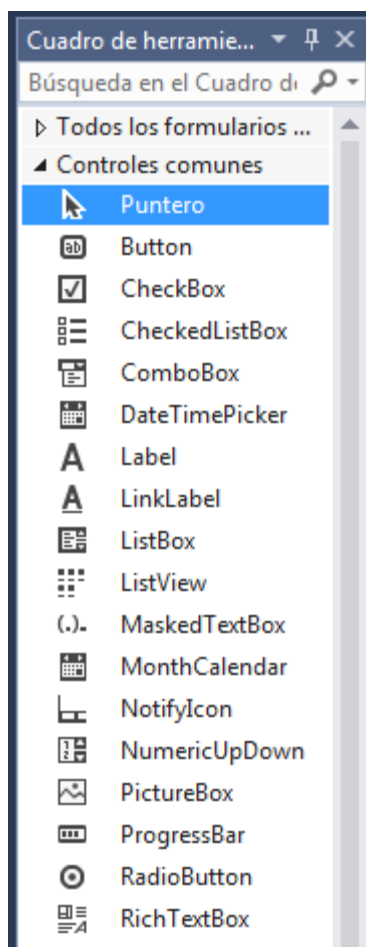 Cuadro de herramie...
Búsqueda en el Cuadro
Todos los formularios ...
Controles comunes
Puntero
Button
CheckBox
CheckedListBox
ComboBox
DateTimePicker
Label
LinkLabel
ListBox
ListView
MaskedTextBox
MonthCalendar
NotifyIcon
NumericUpDown
PictureBox
ProgressBar
RadioButton
RichTextBox